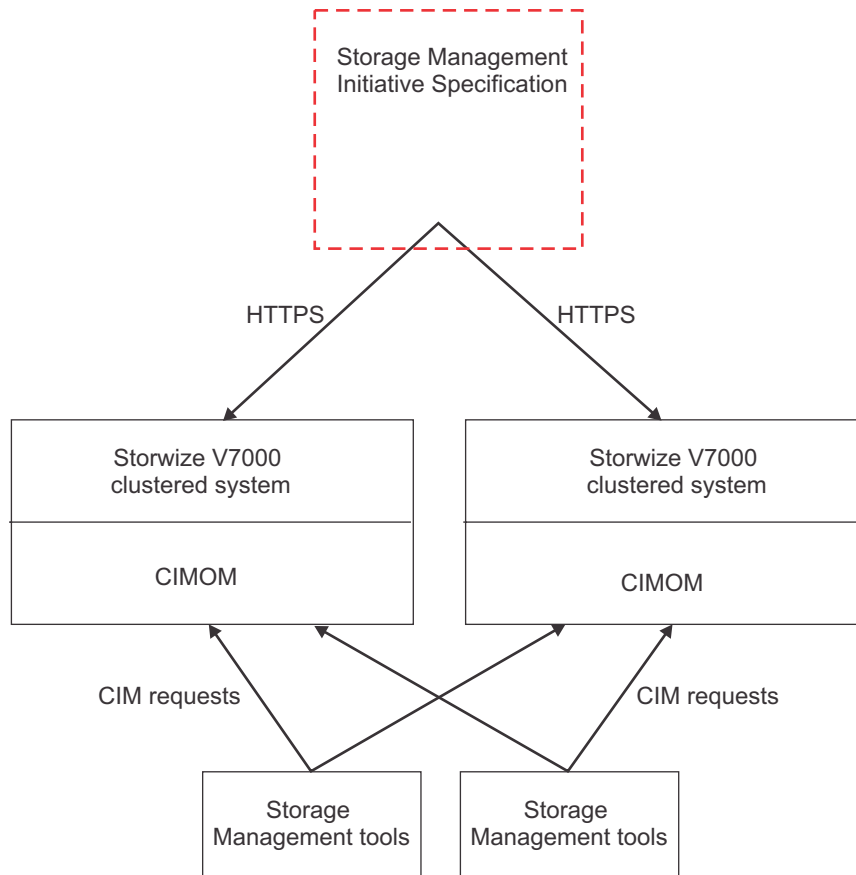 Storage Management
Initiative Specification
HTTPS
HTTPS
Storwize V7000
clustered system
Storwize V7000
clustered system
CIMOM
CIMOM
CIM requests
CIM requests
Storage
Management tools
Storage
Management tools